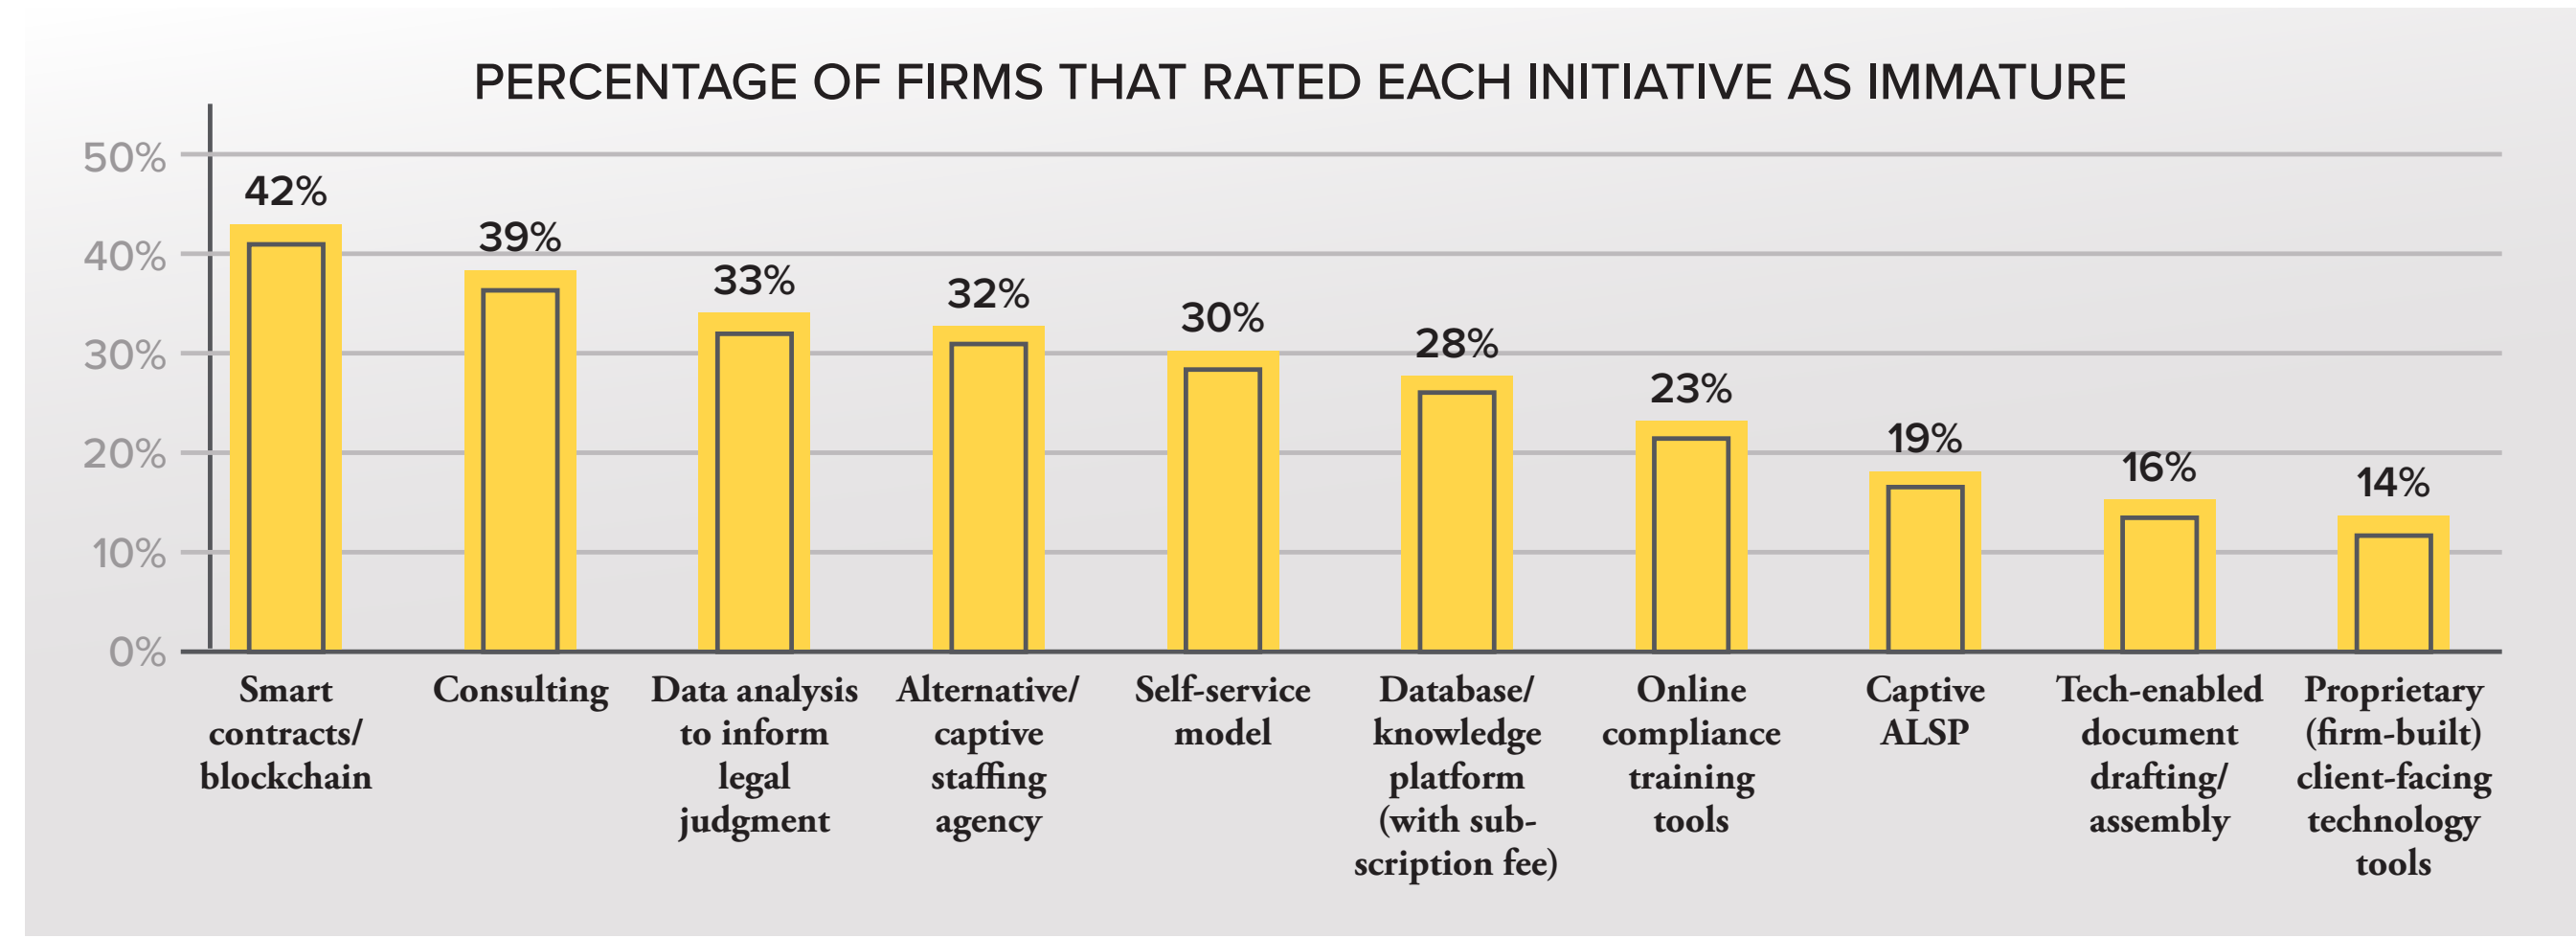 PERCENTAGE OF FIRMS THAT RATED EACH INITIATIVE AS IMMATURE
50%
40%
30%
20%
10%
0%
42%
39%
33%
32%
30%
28%
23%
19%
16%
14%
Smart
contracts/
blockchain
Consulting
Data analysis
to inform
legal
judgment
Alternative/
captive
staffing
agency
Self-service
model
Database/
knowledge
platform
(with sub-
scription fee)
Online
compliance
training
tools
Captive
ALSP
Tech-enabled
document
drafting/
assembly
Proprietary
(firm-built)
client-facing
technology
tools